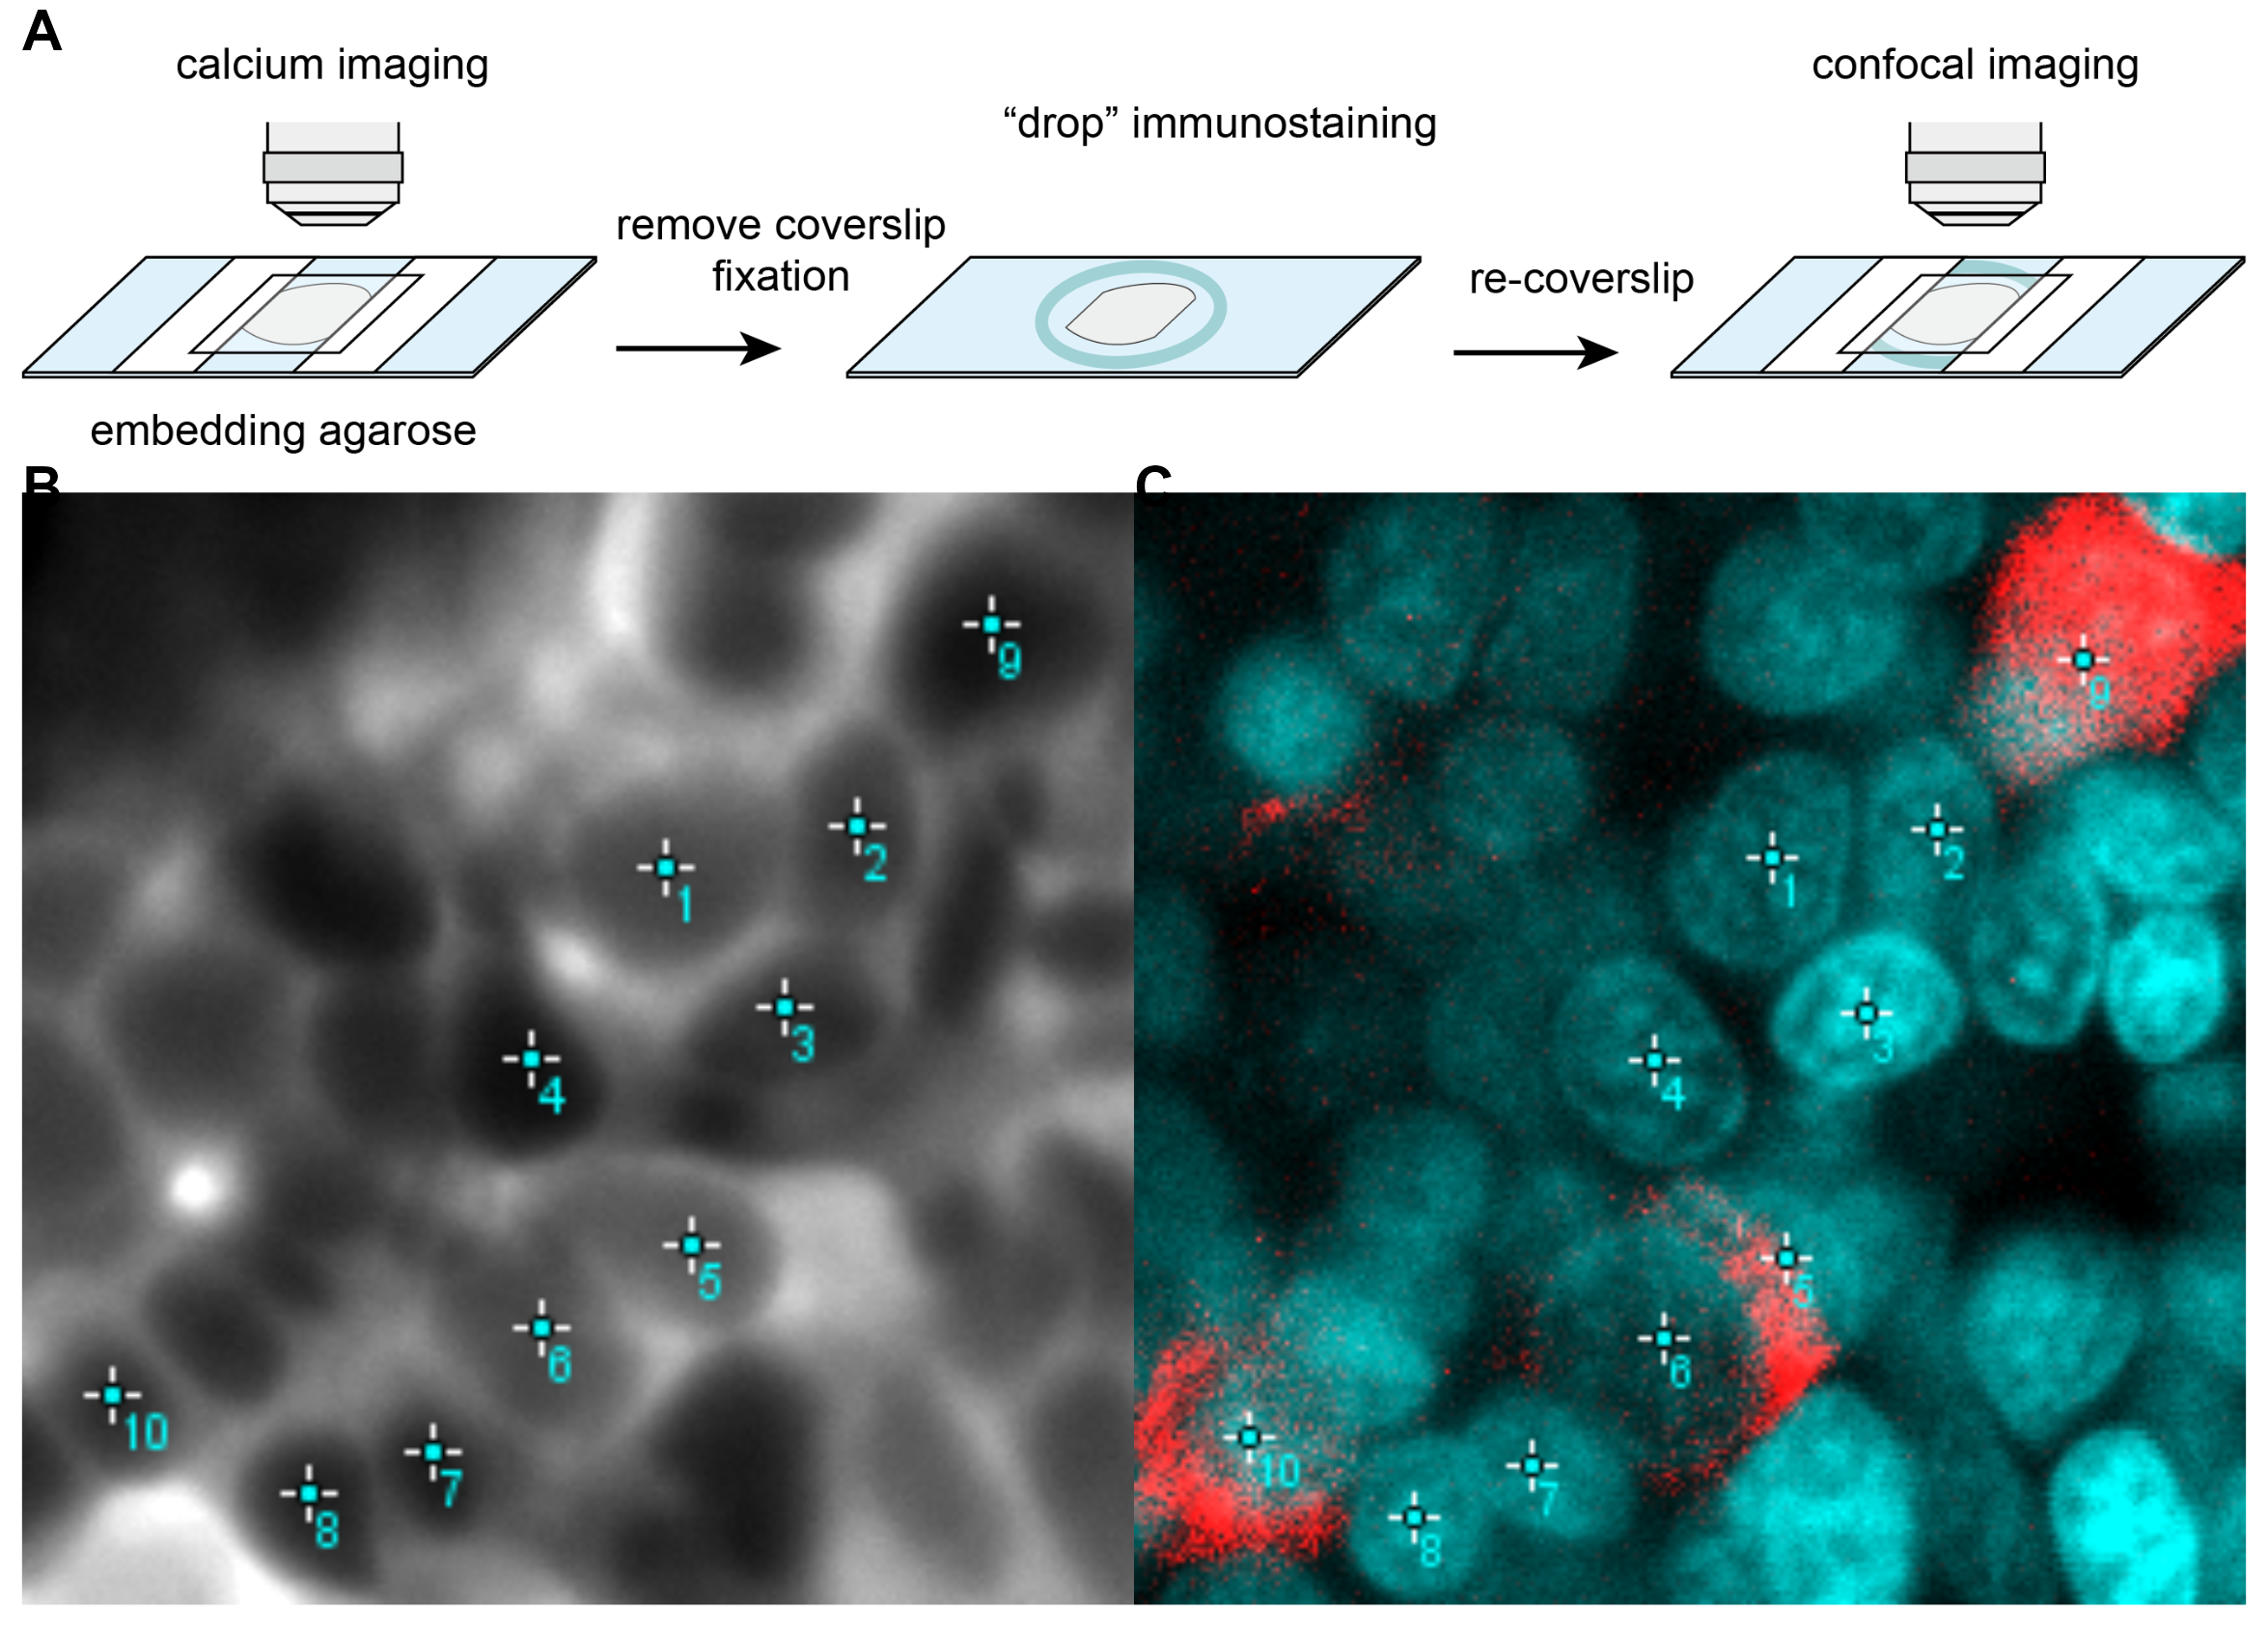 A
calcium imaging
confocal imaging
“drop” immunostaining
remove coverslip
fixation
re-coverslip
embedding agarose
B
C
9
2
1
3
4
5
6
10
7
8
9
2
1
3
4
5
6
10
7
8